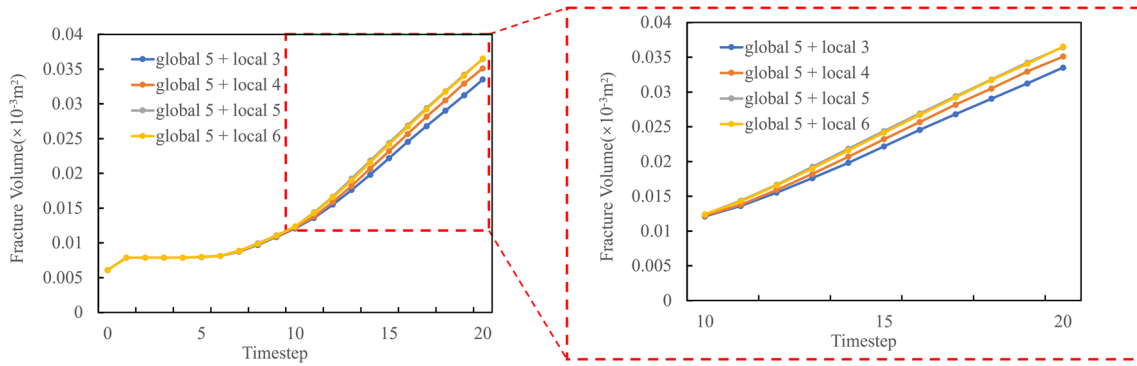 0.04
0.035
0.03
0.025
0.02
0.015
0.01
0.005
0
Fracture Volume(×10⁻³m²)
global 5 + local 3
global 5 + local 4
global 5 + local 5
global 5 + local 6
0 5 10 15 20
Timestep
0.04
0.035
0.03
0.025
0.02
0.015
0.01
0.005
0
Fracture Volume(×10⁻³m²)
global 5 + local 3
global 5 + local 4
global 5 + local 5
global 5 + local 6
10 15 20
Timestep